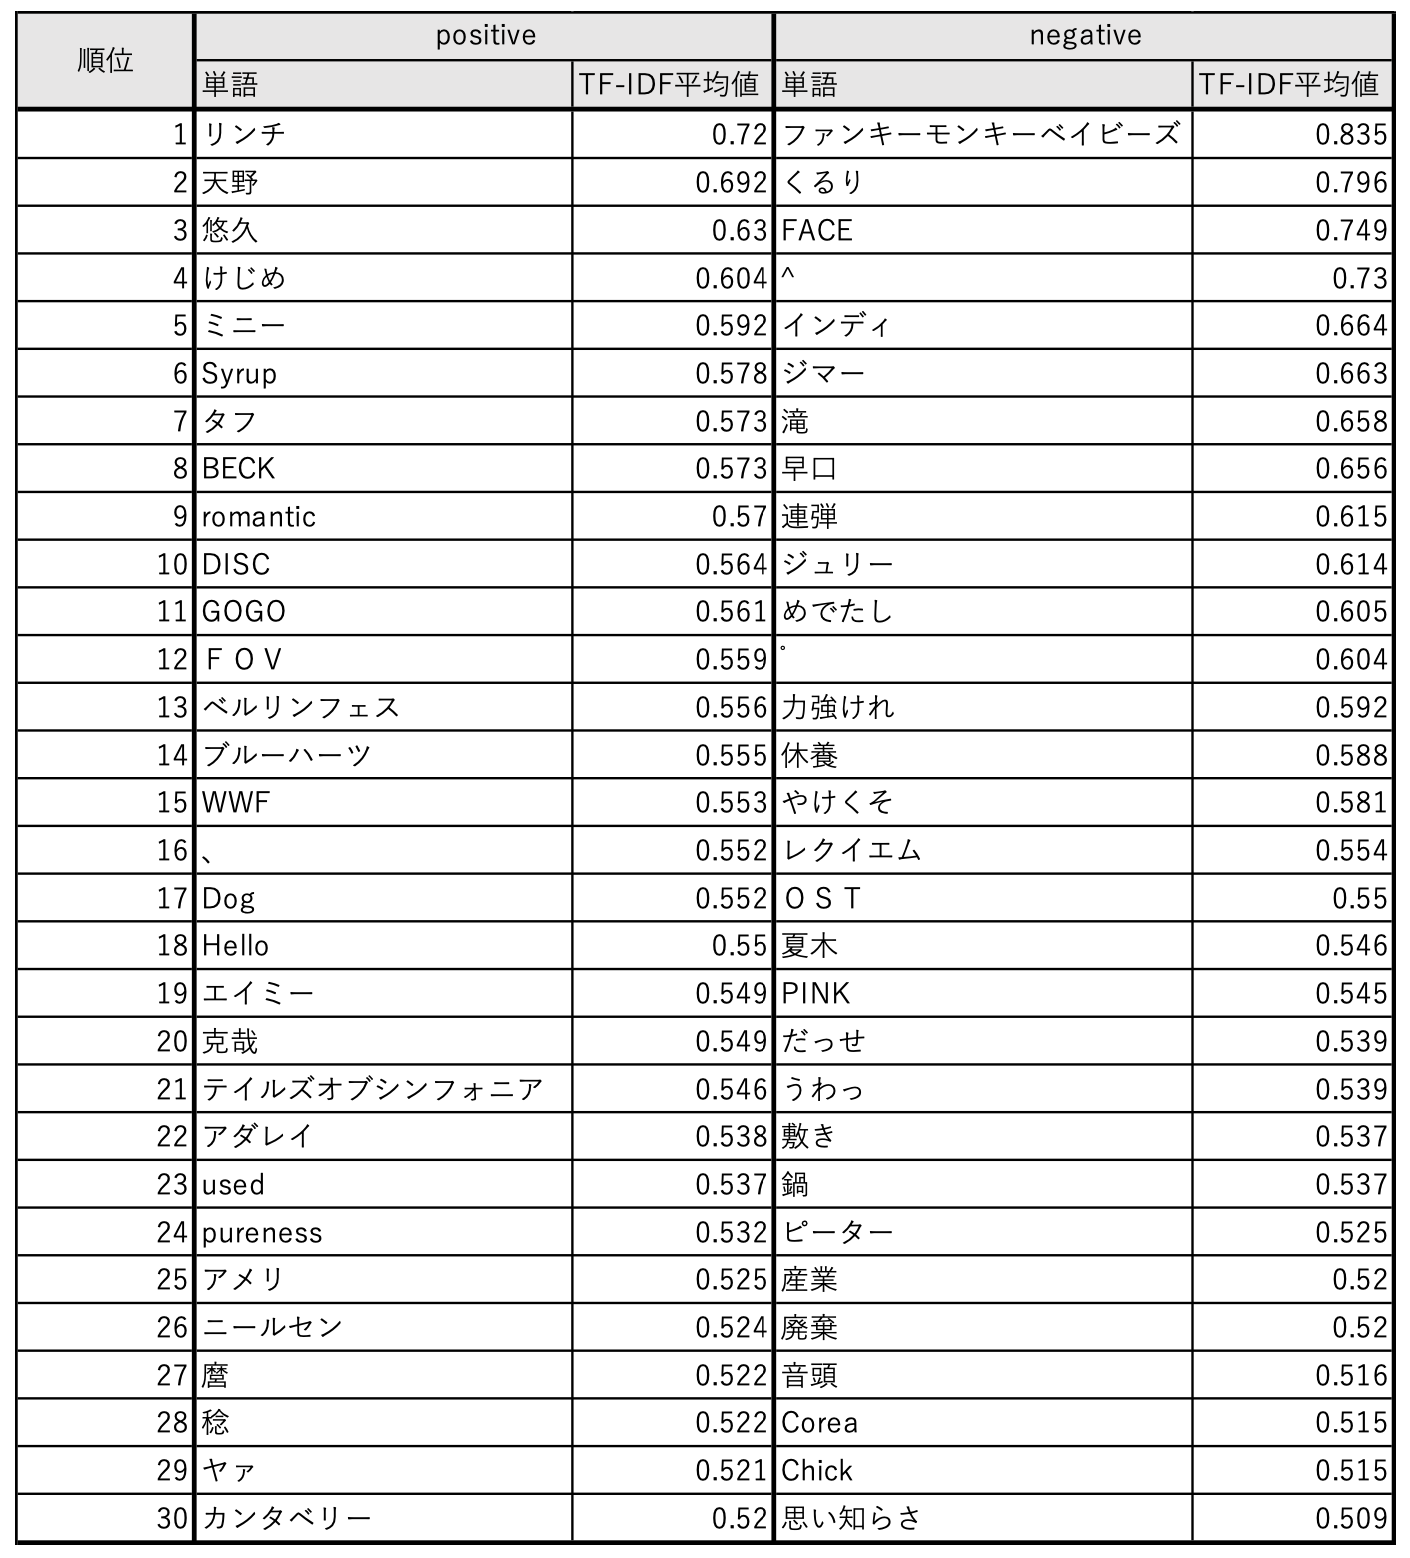 順位 positive negative
単語 TF-IDF平均値 単語 TF-IDF平均値
1 リンチ 0.72 ファンキーモンキーベイビーズ 0.835
2 天野 0.692 くるり 0.796
3 悠久 0.63 FACE 0.749
4 けじめ 0.604 ^ 0.73
5 ミニー 0.592 インディ 0.664
6 Syrup 0.578 ジマー 0.663
7 タフ 0.573 滝 0.658
8 BECK 0.573 早口 0.656
9 romantic 0.57 連弾 0.615
10 DISC 0.564 ジュリー 0.614
11 GOGO 0.561 めでたし 0.605
12 ＦＯＶ 0.559 ﾟ 0.604
13 ベルリンフェス 0.556 力強けれ 0.592
14 ブルーハーツ 0.555 休養 0.588
15 WWF 0.553 やけくそ 0.581
16 、 0.552 レクイエム 0.554
17 Dog 0.552 ＯＳＴ 0.55
18 Hello 0.55 夏木 0.546
19 エイミー 0.549 PINK 0.545
20 克哉 0.549 だっせ 0.539
21 テイルズオブシンフォニア 0.546 うわっ 0.539
22 アダレイ 0.538 敷き 0.537
23 used 0.537 鍋 0.537
24 pureness 0.532 ピーター 0.525
25 アメリ 0.525 産業 0.52
26 ニールセン 0.524 廃棄 0.52
27 麿 0.522 音頭 0.516
28 稔 0.522 Corea 0.515
29 ヤァ 0.521 Chick 0.515
30 カンタベリー 0.52 思い知らさ 0.509